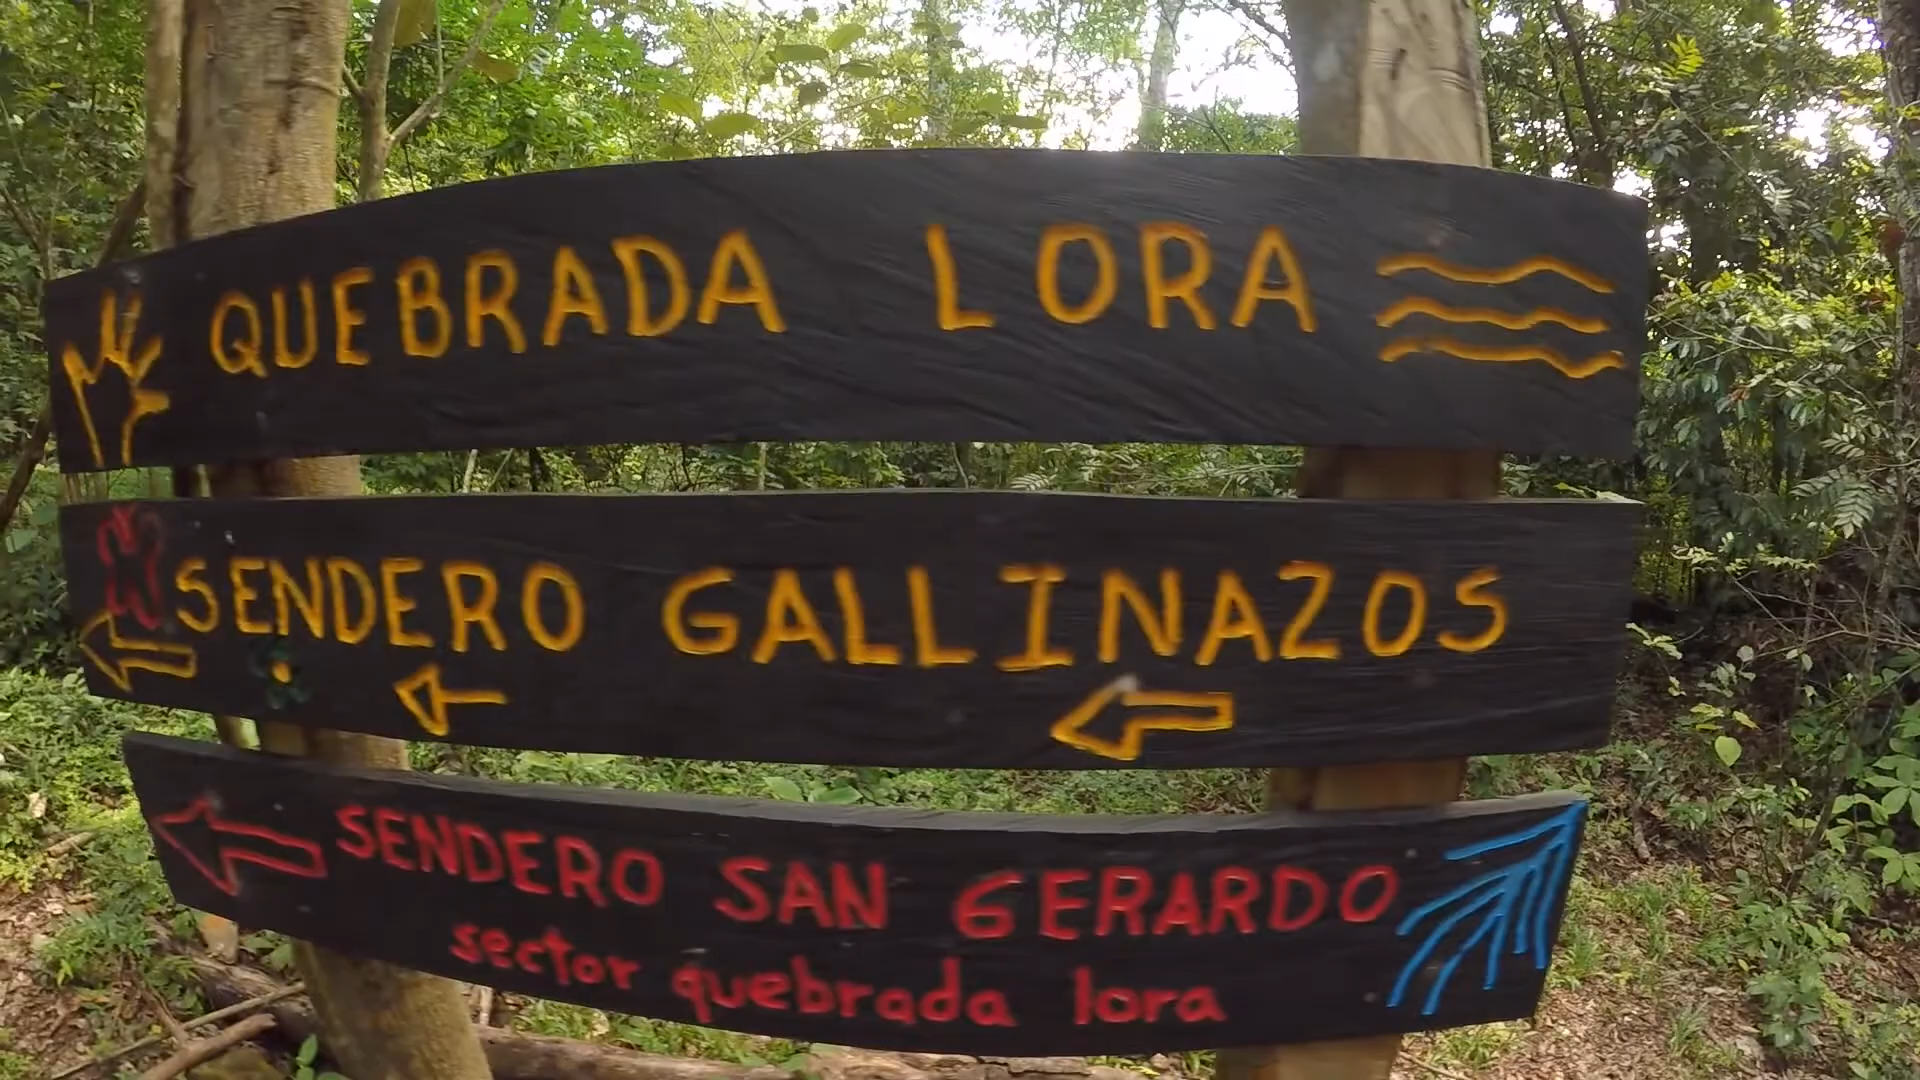 QUEBRADA LORA
SENDERO GALLINAZOS
SENDERO SAN GERARDO
sector quebrada lora